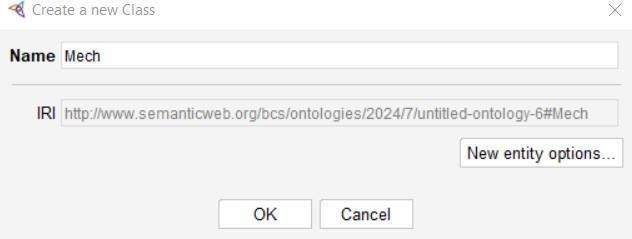 Create a new Class
Name Mech
IRI http://www.semanticweb.org/bcs/ontologies/2024/7/untitled-ontology-6#Mech
New entity options...
OK Cancel